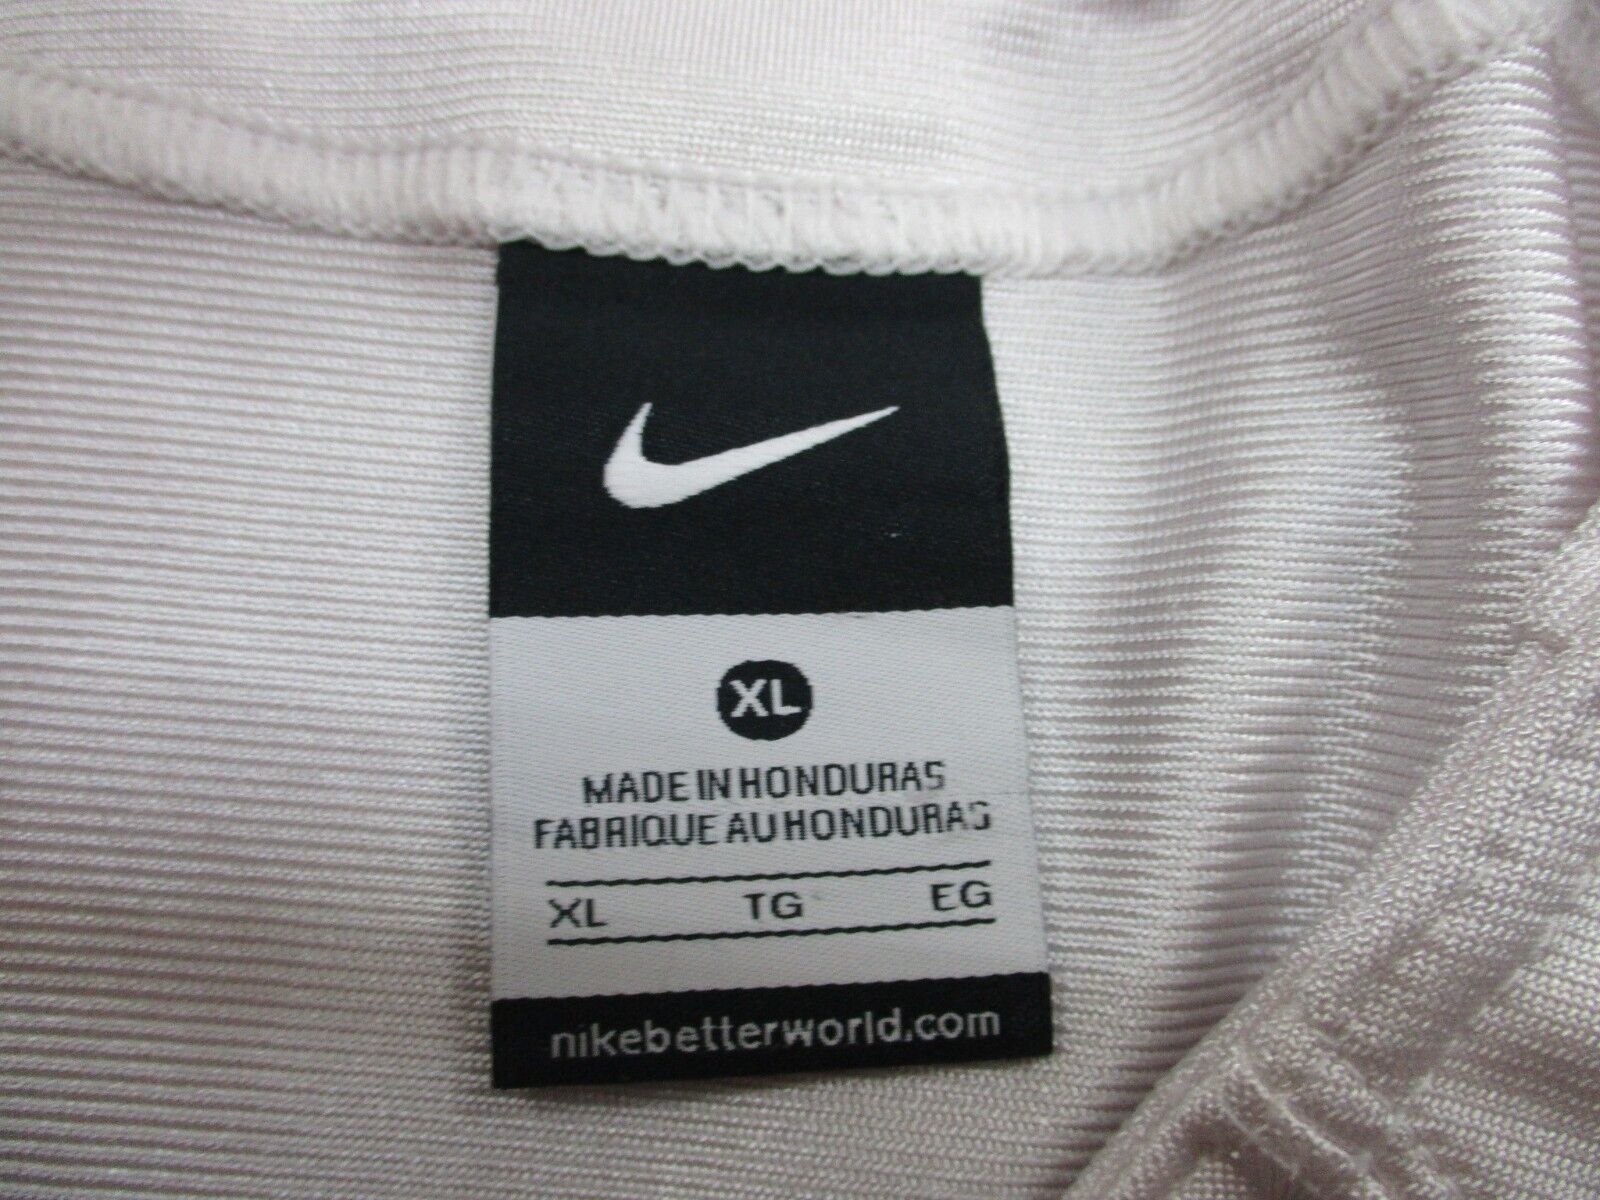 XL
MADE IN HONDURAS
FABRIQUE AU HONDURAS
XL TG EG
nikebetterworld.com